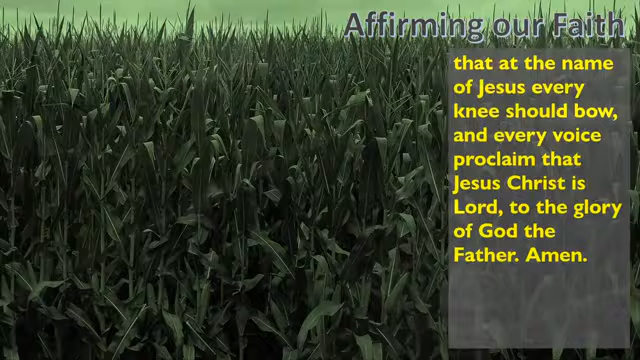 Affirming our Faith
that at the name
of Jesus every
knee should bow,
and every voice
proclaim that
Jesus Christ is
Lord, to the glory
of God the
Father. Amen.